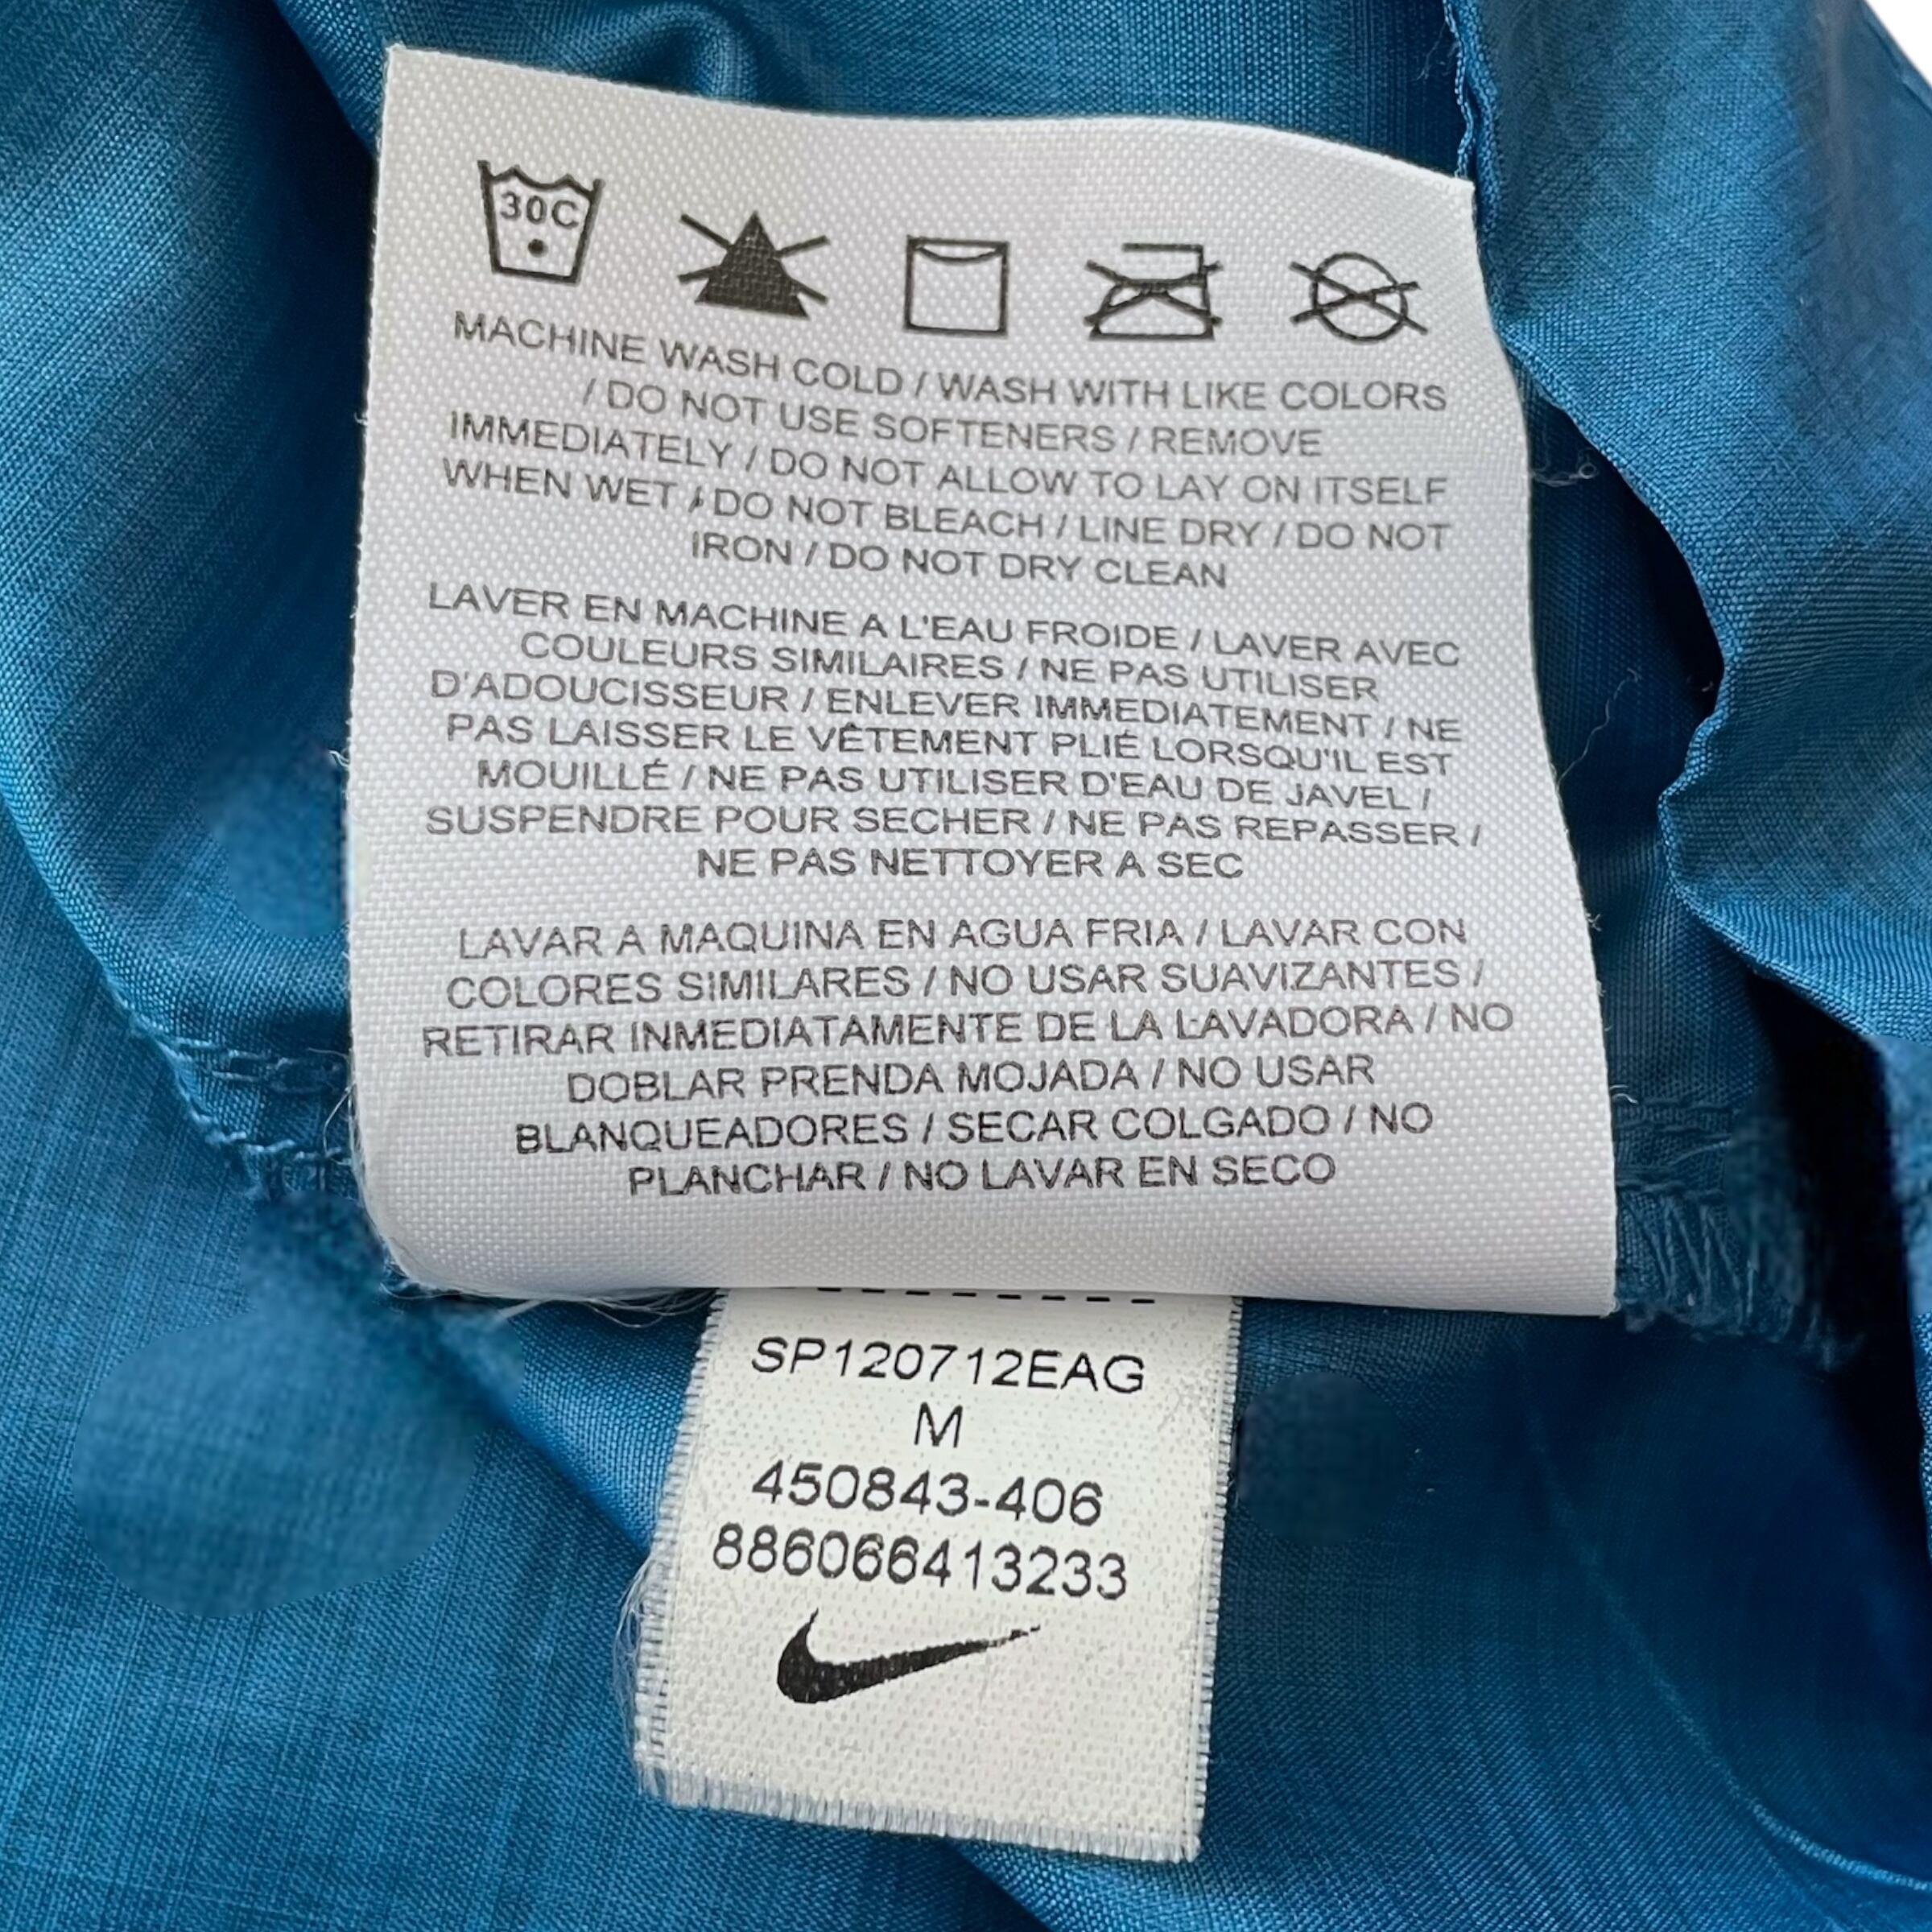 30C
MACHINE WASH COLD / WASH WITH LIKE COLORS
/ DO NOT USE SOFTENERS / REMOVE
IMMEDIATELY / DO NOT ALLOW TO LAY ON ITSELF
WHEN WET / DO NOT BLEACH / LINE DRY / DO NOT
IRON / DO NOT DRY CLEAN
LAVER EN MACHINE A L'EAU FROIDE / LAVER AVEC
COULEURS SIMILAIRES / NE PAS UTILISER
D'ADOUCISSEUR / ENLEVER IMMEDIATEMENT / NE
PAS LAISSER LE VÊTEMENT PLIÉ LORSQU'IL EST
MOUILLÉ / NE PAS UTILISER D'EAU DE JAVEL /
SUSPENDRE POUR SECHER / NE PAS REPASSER /
NE PAS NETTOYER A SEC
LAVAR A MAQUINA EN AGUA FRIA / LAVAR CON
COLORES SIMILARES / NO USAR SUAVIZANTES /
RETIRAR INMEDIATAMENTE DE LA LAVADORA / NO
DOBLAR PRENDA MOJADA / NO USAR
BLANQUEADORES / SECAR COLGADO / NO
PLANCHAR / NO LAVAR EN SECO
SP120712EAG
M
450843-406
886066413233